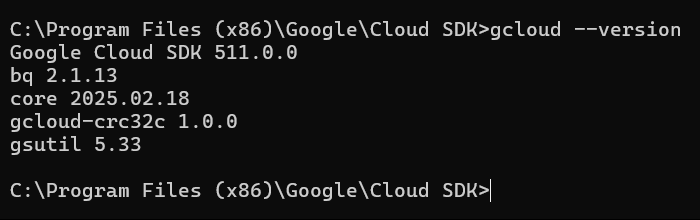 C:\Program Files (x86)\Google\Cloud SDK>gcloud --version
Google Cloud SDK 511.0.0
bq 2.1.13
core 2025.02.18
gcloud-crc32c 1.0.0
gsutil 5.33
C:\Program Files (x86)\Google\Cloud SDK>